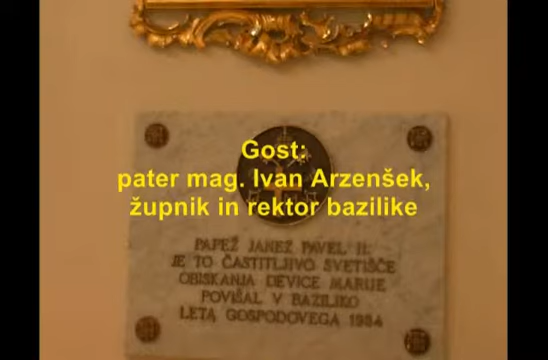 Gost:
pater mag. Ivan Arzenšek,
župnik in rektor bazilike
PAPEŽ JANEZ PAVEL II.
JE TO ČASTITLJIVO SVETIŠČE
OBISKANJA DEVICE MARIJE
POVIŠAL V BAZILIKO
LETA GOSPODOVEGA 1984